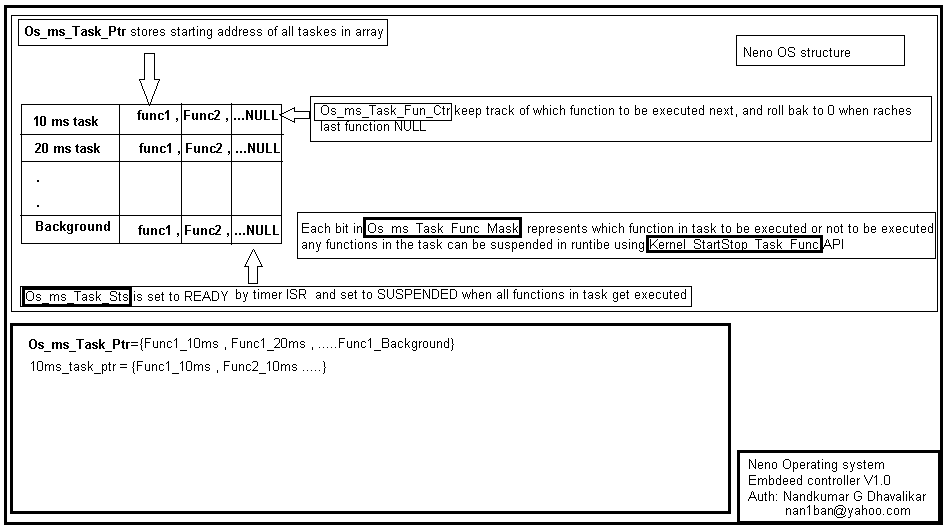 Os_ms_Task_Ptr stores starting address of all taskes in array
Neno OS structure
10 ms task func1 , Func2 , ...NULL
Os_ms_Task_Fun_Ctr keep track of which function to be executed next, and roll bak to 0 when raches
last function NULL
20 ms task func1 , Func2 , ...NULL
.
.
Background func1 , Func2 , ...NULL
Each bit in Os_ms_Task_Func_Mask represents which function in task to be executed or not to be executed
any functions in the task can be suspended in runtibe using Kernel_StartStop_Task_Func API
Os_ms_Task_Sts is set to READY by timer ISR and set to SUSPENDED when all functions in task get executed
Os_ms_Task_Ptr={Func1_10ms , Func1_20ms , .....Func1_Background}
10ms_task_ptr = {Func1_10ms , Func2_10ms .....}
Neno Operating system
Embdeed controller V1.0
Auth: Nandkumar G Dhavalikar
nan1ban@yahoo.com